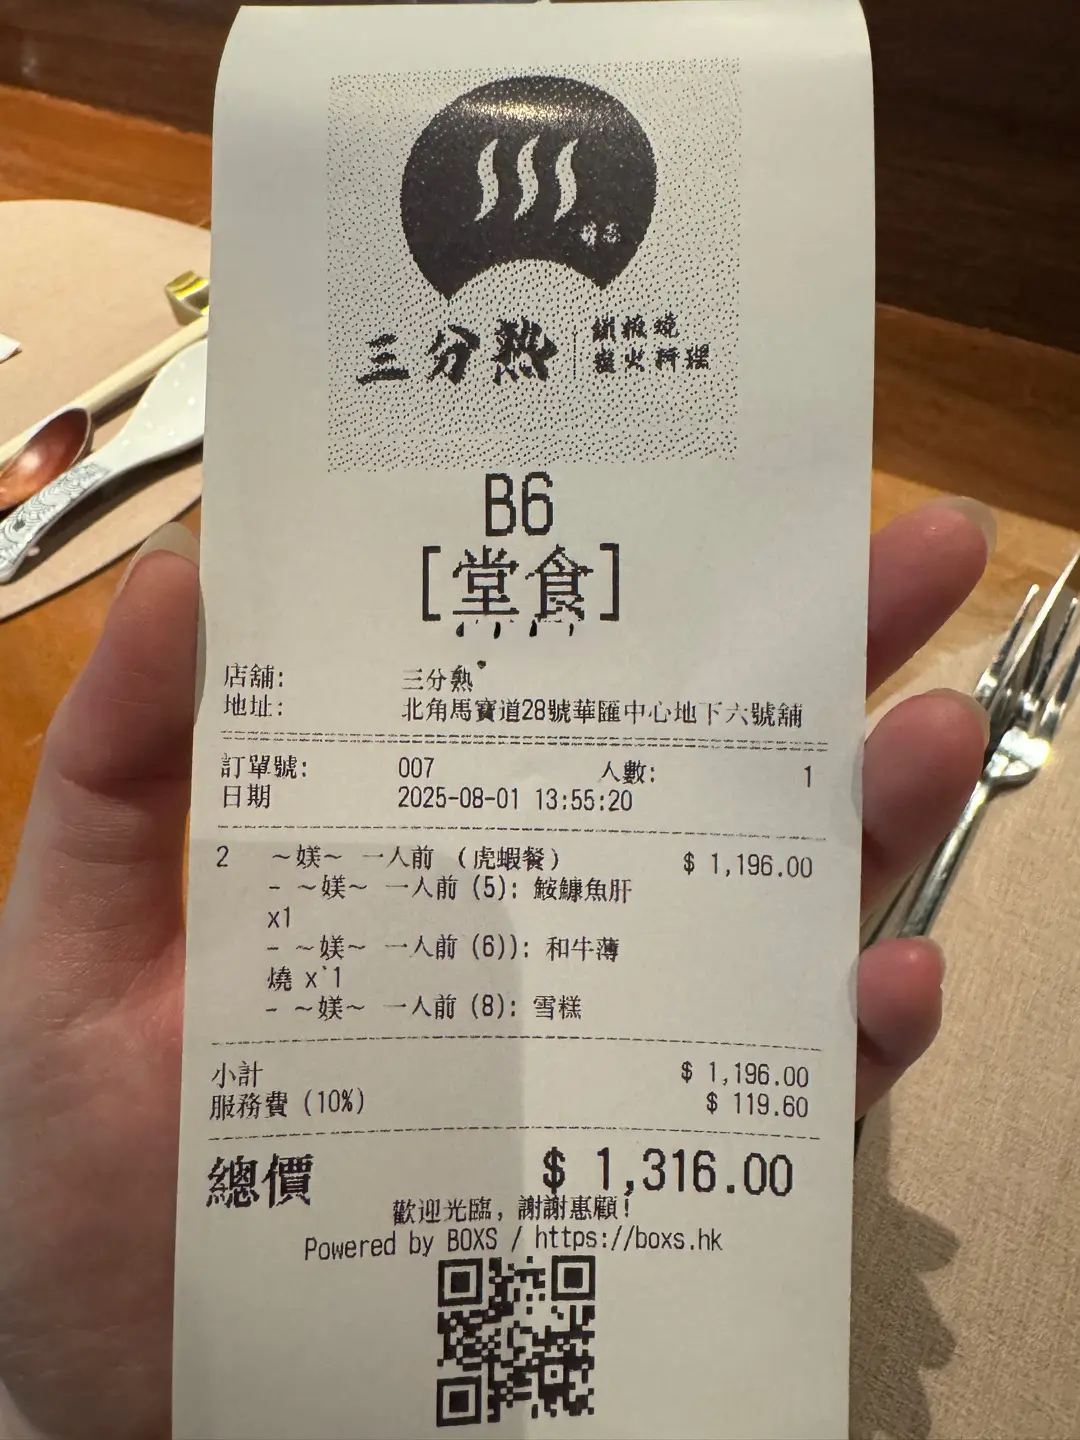 三分熱
鐵板燒
爐火料理
B6
[堂食]
店舖: 三分熱
地址: 北角馬寶道28號華匯中心地下六號舖
訂單號: 007 人數: 1
日期 2025-08-01 13:55:20
2 ~媄~ 一人前 (虎蝦餐) $ 1,196.00
- ~媄~ 一人前 (5): 鮟鱇魚肝
x1
- ~媄~ 一人前 (6)): 和牛薄
燒 x1
- ~媄~ 一人前 (8): 雪糕
小計 $ 1,196.00
服務費 (10%) $ 119.60
總價 $ 1,316.00
歡迎光臨, 謝謝惠顧!
Powered by BOXS / https://boxs.hk